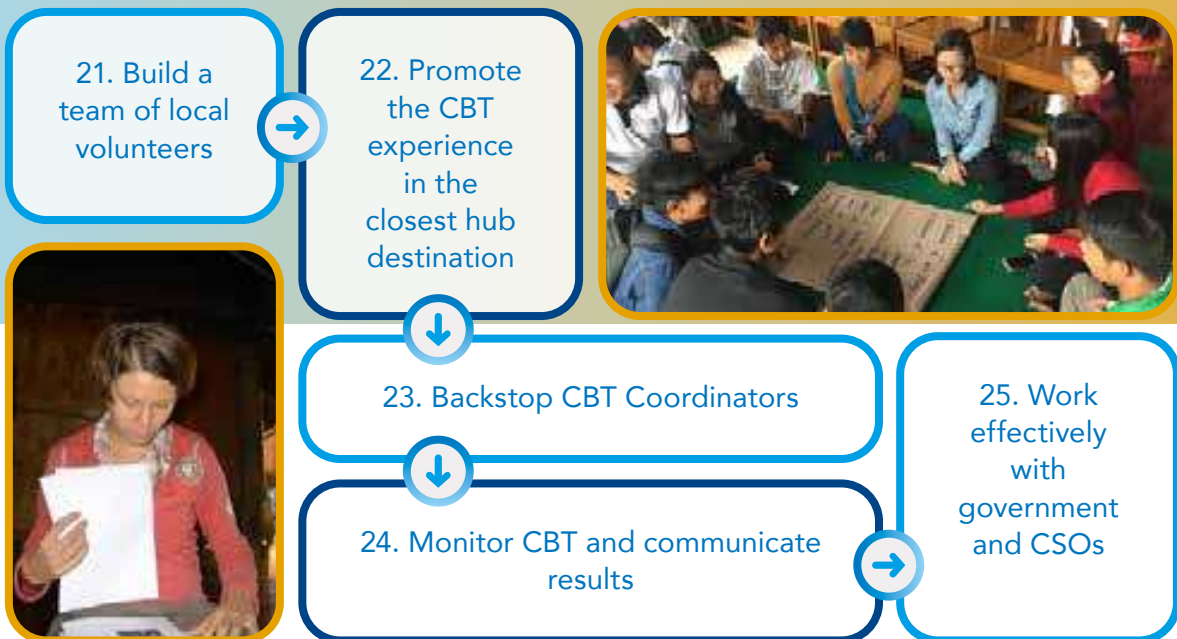 21. Build a
team of local
volunteers
22. Promote
the CBT
experience
in the
closest hub
destination
23. Backstop CBT Coordinators
24. Monitor CBT and communicate
results
25. Work
effectively
with
government
and CSOs